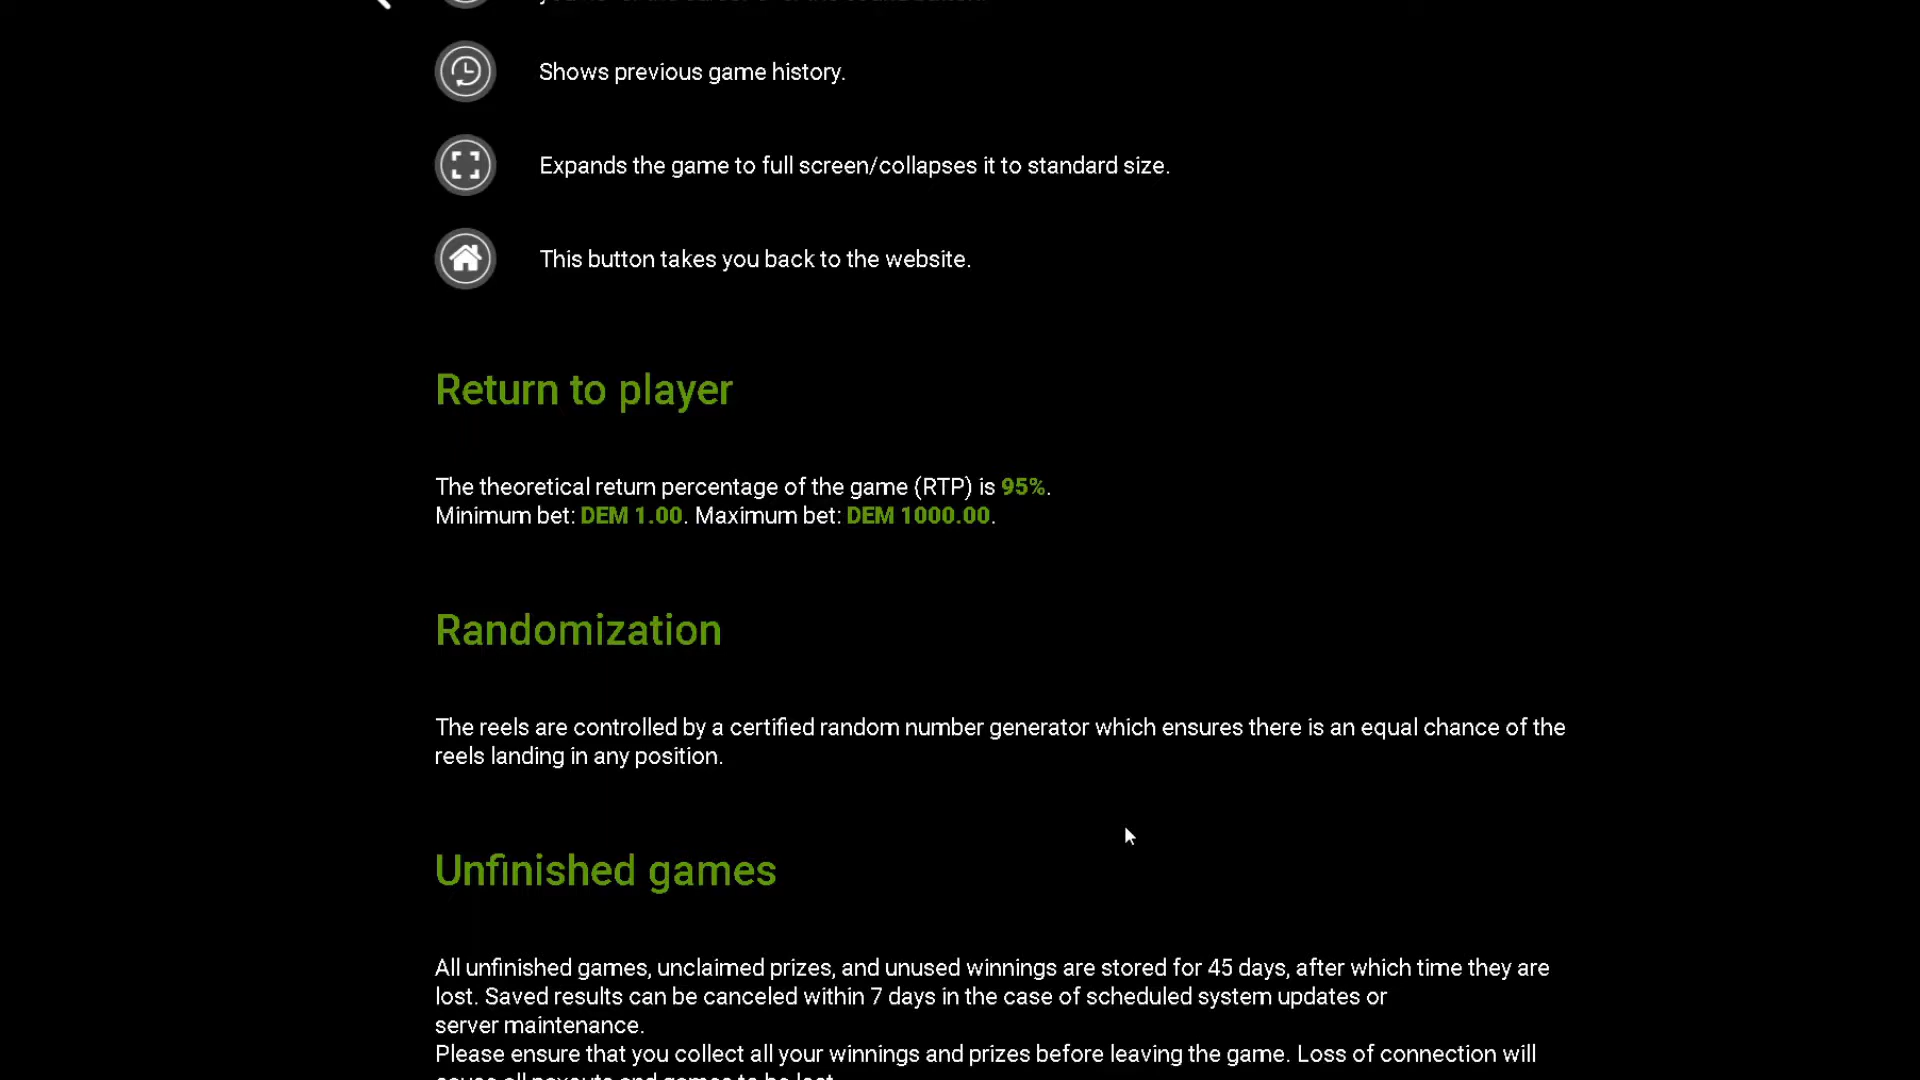 Shows previous game history.
Expands the game to full screen/collapses it to standard size.
This button takes you back to the website.
Return to player
The theoretical return percentage of the game (RTP) is 95%.
Minimum bet: DEM 1.00. Maximum bet: DEM 1000.00.
Randomization
The reels are controlled by a certified random number generator which ensures there is an equal chance of the
reels landing in any position.
Unfinished games
All unfinished games, unclaimed prizes, and unused winnings are stored for 45 days, after which time they are
lost. Saved results can be canceled within 7 days in the case of scheduled system updates or
server maintenance.
Please ensure that you collect all your winnings and prizes before leaving the game. Loss of connection will